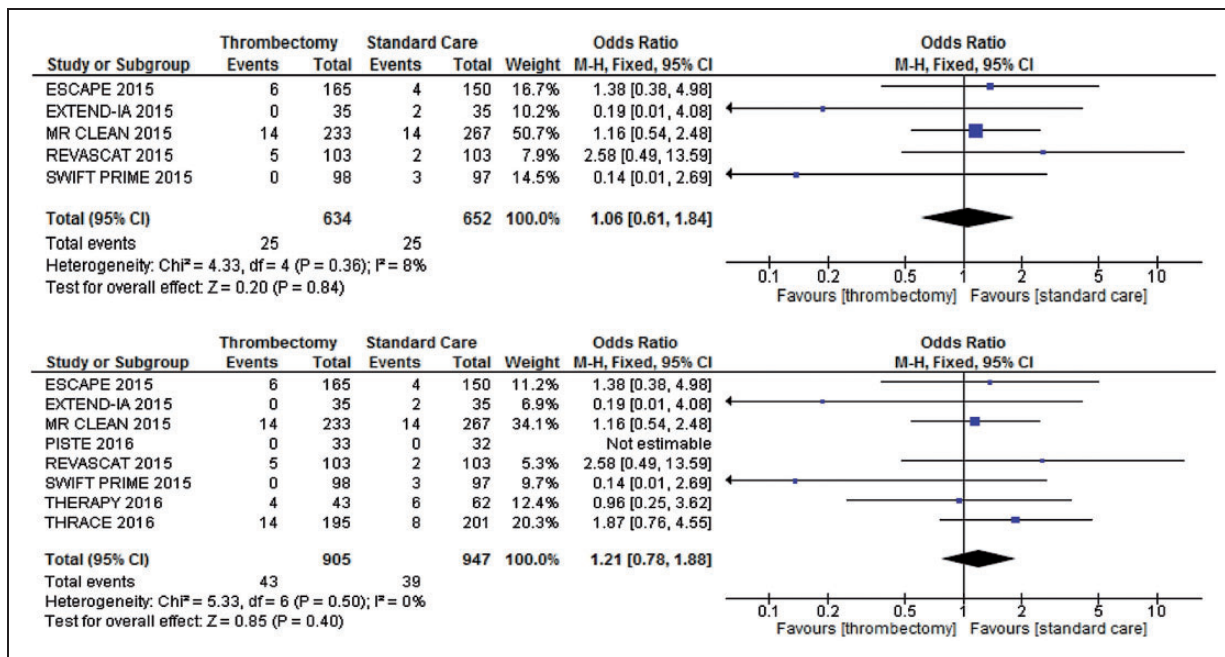 Thrombectomy Standard Care Odds Ratio Odds Ratio
Study or Subgroup Events Total Events Total Weight M-H, Fixed, 95% CI M-H, Fixed, 95% CI
ESCAPE 2015 6 165 4 150 16.7% 1.38 [0.38, 4.98]
EXTEND-IA 2015 0 35 2 35 10.2% 0.19 [0.01, 4.08]
MR CLEAN 2015 14 233 14 267 50.7% 1.16 [0.54, 2.48]
REVASCAT 2015 5 103 2 103 7.9% 2.58 [0.49, 13.59]
SWIFT PRIME 2015 0 98 3 97 14.5% 0.14 [0.01, 2.69]
Total (95% CI) 634 652 100.0% 1.06 [0.61, 1.84]
Total events 25 25
Heterogeneity: Chi² = 4.33, df = 4 (P = 0.36); I² = 8%
Test for overall effect: Z = 0.20 (P = 0.84)
0.1 0.2 0.5 1 2 5 10
Favours [thrombectomy] Favours [standard care]
Thrombectomy Standard Care Odds Ratio Odds Ratio
Study or Subgroup Events Total Events Total Weight M-H, Fixed, 95% CI M-H, Fixed, 95% CI
ESCAPE 2015 6 165 4 150 11.2% 1.38 [0.38, 4.98]
EXTEND-IA 2015 0 35 2 35 6.9% 0.19 [0.01, 4.08]
MR CLEAN 2015 14 233 14 267 34.1% 1.16 [0.54, 2.48]
PISTE 2016 0 33 0 32 Not estimable
REVASCAT 2015 5 103 2 103 5.3% 2.58 [0.49, 13.59]
SWIFT PRIME 2015 0 98 3 97 9.7% 0.14 [0.01, 2.69]
THERAPY 2016 4 43 6 62 12.4% 0.96 [0.25, 3.62]
THRACE 2016 14 195 8 201 20.3% 1.87 [0.76, 4.55]
Total (95% CI) 905 947 100.0% 1.21 [0.78, 1.88]
Total events 43 39
Heterogeneity: Chi² = 5.33, df = 6 (P = 0.50); I² = 0%
Test for overall effect: Z = 0.85 (P = 0.40)
0.1 0.2 0.5 1 2 5 10
Favours [thrombectomy] Favours [standard care]